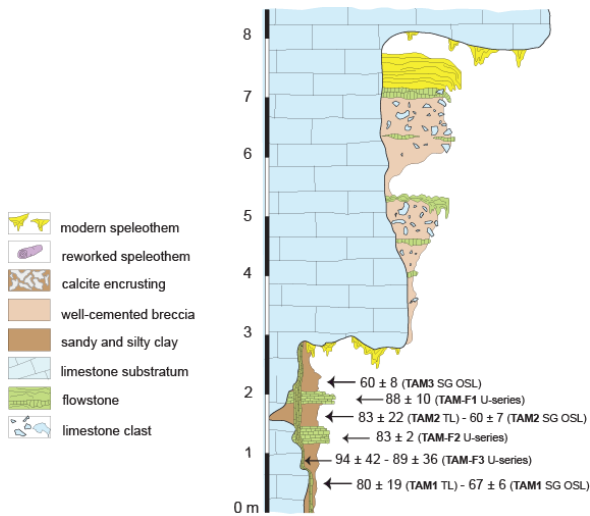 8
7
6
5
4
3
2
1
0 m
modern speleothem
reworked speleothem
calcite encrusting
well-cemented breccia
sandy and silty clay
limestone substratum
flowstone
limestone clast
60 ± 8 (TAM3 SG OSL)
88 ± 10 (TAM-F1 U-series)
83 ± 22 (TAM2 TL) - 60 ± 7 (TAM2 SG OSL)
83 ± 2 (TAM-F2 U-series)
94 ± 42 - 89 ± 36 (TAM-F3 U-series)
80 ± 19 (TAM1 TL) - 67 ± 6 (TAM1 SG OSL)